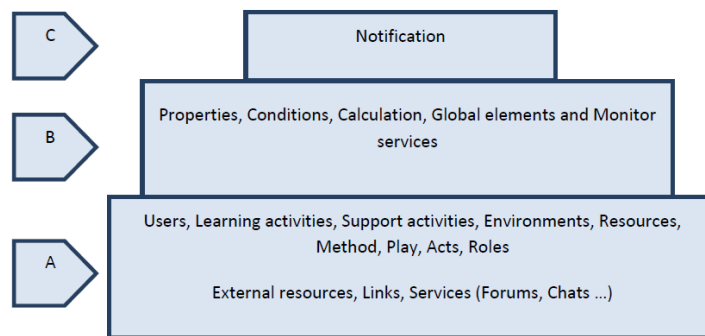 C
Notification
B
Properties, Conditions, Calculation, Global elements and Monitor
services
A
Users, Learning activities, Support activities, Environments, Resources,
Method, Play, Acts, Roles
External resources, Links, Services (Forums, Chats ...)